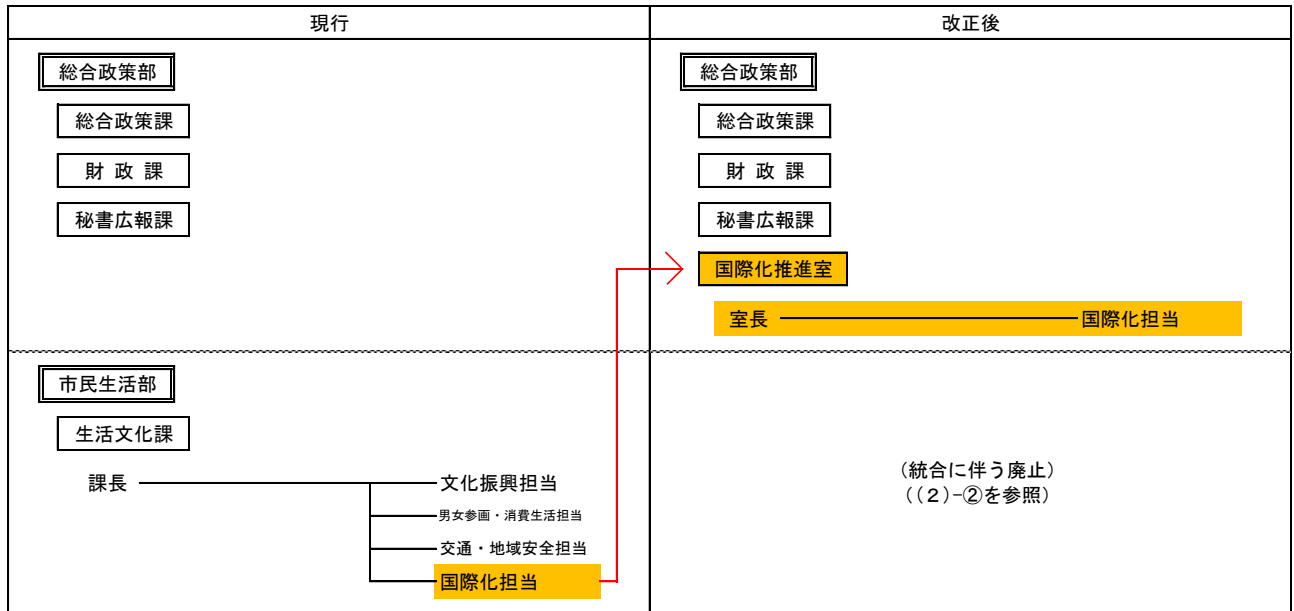 現行
改正後
総合政策部
総合政策課
財 政 課
秘書広報課
総合政策部
総合政策課
財 政 課
秘書広報課
国際化推進室
室長
国際化担当
市民生活部
生活文化課
課長
文化振興担当
男女参画・消費生活担当
交通・地域安全担当
国際化担当
(統合に伴う廃止)
((2)-②を参照)